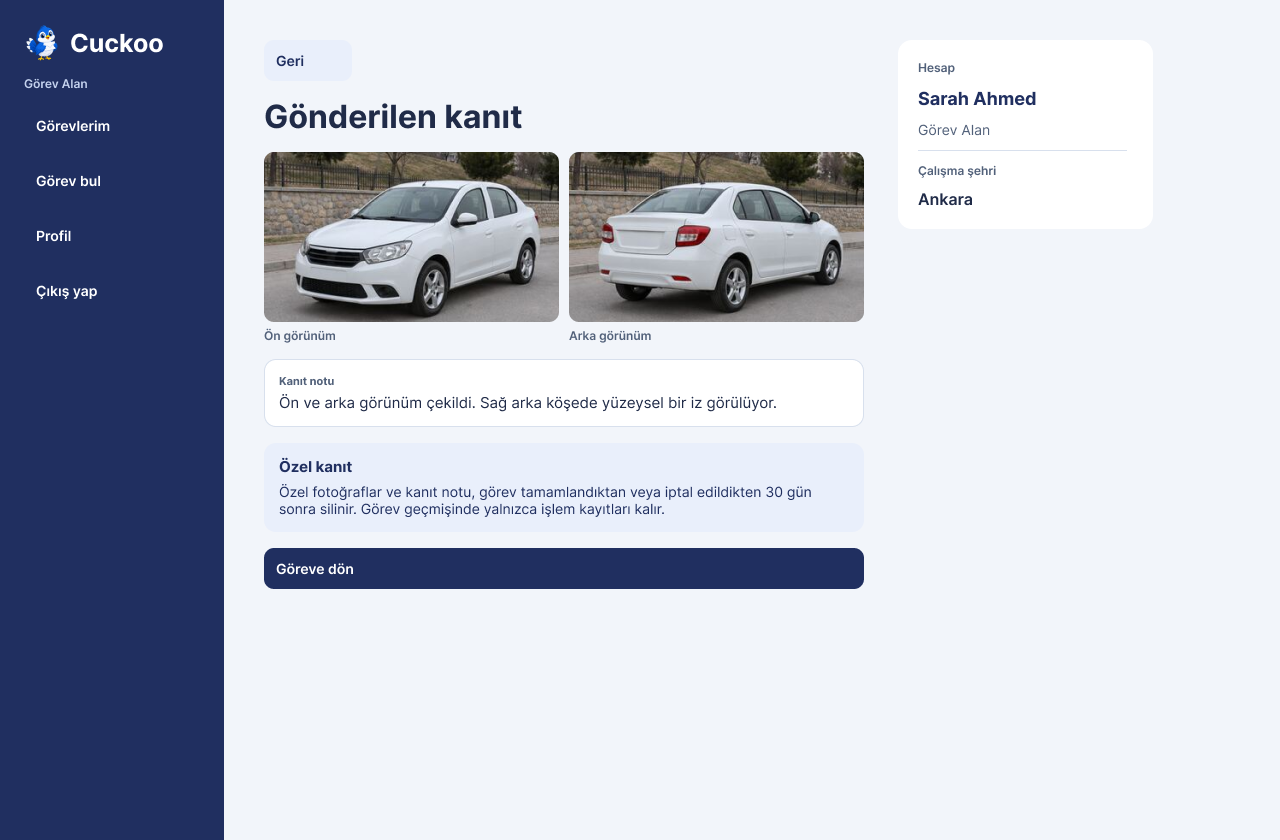 Cuckoo
Görev Alan
Görevlerim
Görev bul
Profil
Çıkış yap
Geri
Gönderilen kanıt
Ön görünüm
Arka görünüm
Kanıt notu
Ön ve arka görünüm çekildi. Sağ arka köşede yüzeysel bir iz görülüyor.
Özel kanıt
Özel fotoğraflar ve kanıt notu, görev tamamlandıktan veya iptal edildikten 30 gün
sonra silinir. Görev geçmişinde yalnızca işlem kayıtları kalır.
Göreve dön
Hesap
Sarah Ahmed
Görev Alan
Çalışma şehri
Ankara